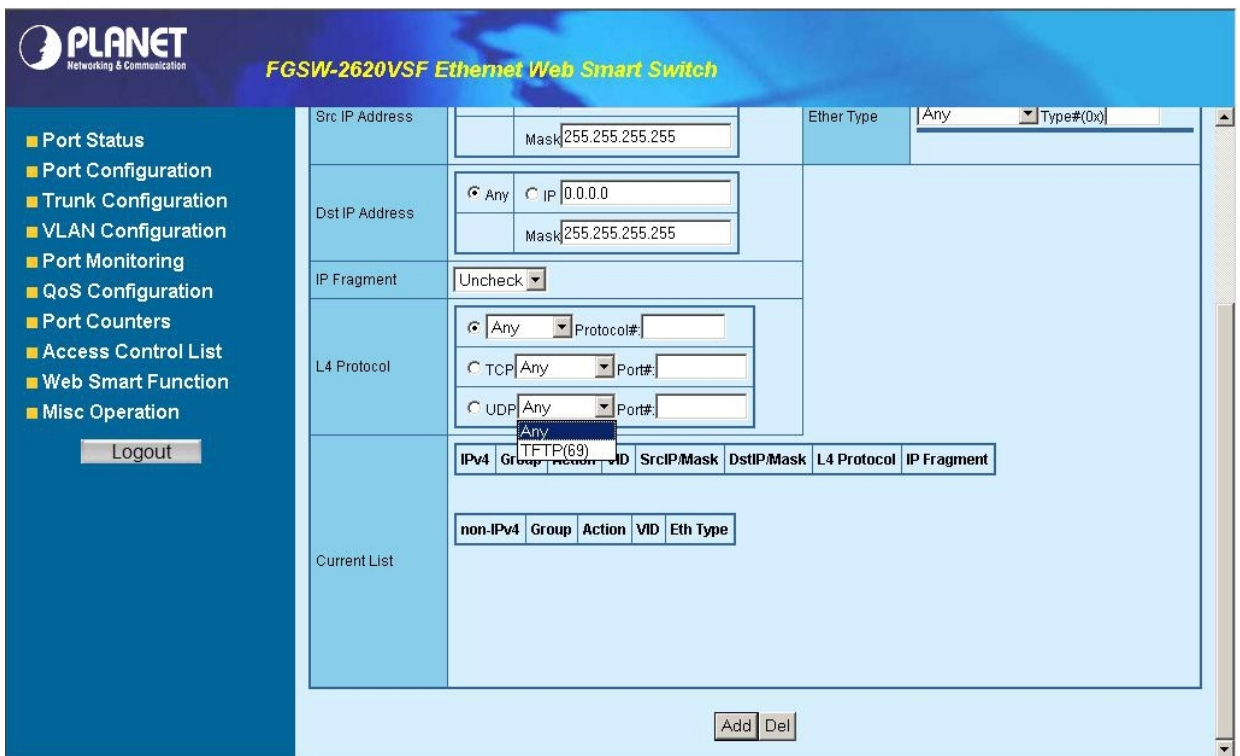 PLANET
Networking & Communication
FGSW-2620VSF Ethernet Web Smart Switch
Port Status
Port Configuration
Trunk Configuration
VLAN Configuration
Port Monitoring
QoS Configuration
Port Counters
Access Control List
Web Smart Function
Misc Operation
Logout
Src IP Address
Mask 255.255.255.255
Ether Type
Any Type#(0x)
Dst IP Address
Any IP 0.0.0.0
Mask 255.255.255.255
IP Fragment
Uncheck
L4 Protocol
Any Protocol#:
TCP Any Port#:
UDP Any Port#:
Any
TFTP(69)
IPv4 Group Action VID SrcIP/Mask DstIP/Mask L4 Protocol IP Fragment
non-IPv4 Group Action VID Eth Type
Current List
Add Del